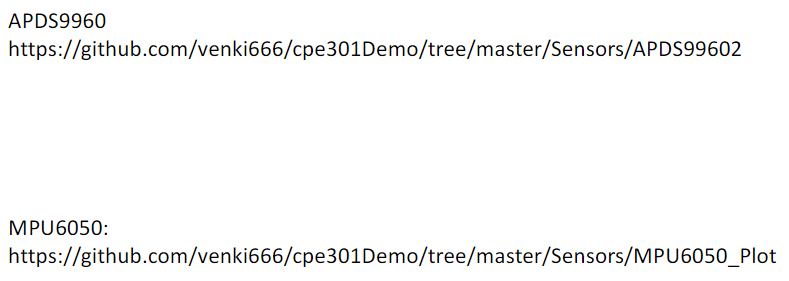 APDS9960
https://github.com/venki666/cpe301Demo/tree/master/Sensors/APDS99602
MPU6050:
https://github.com/venki666/cpe301Demo/tree/master/Sensors/MPU6050_Plot